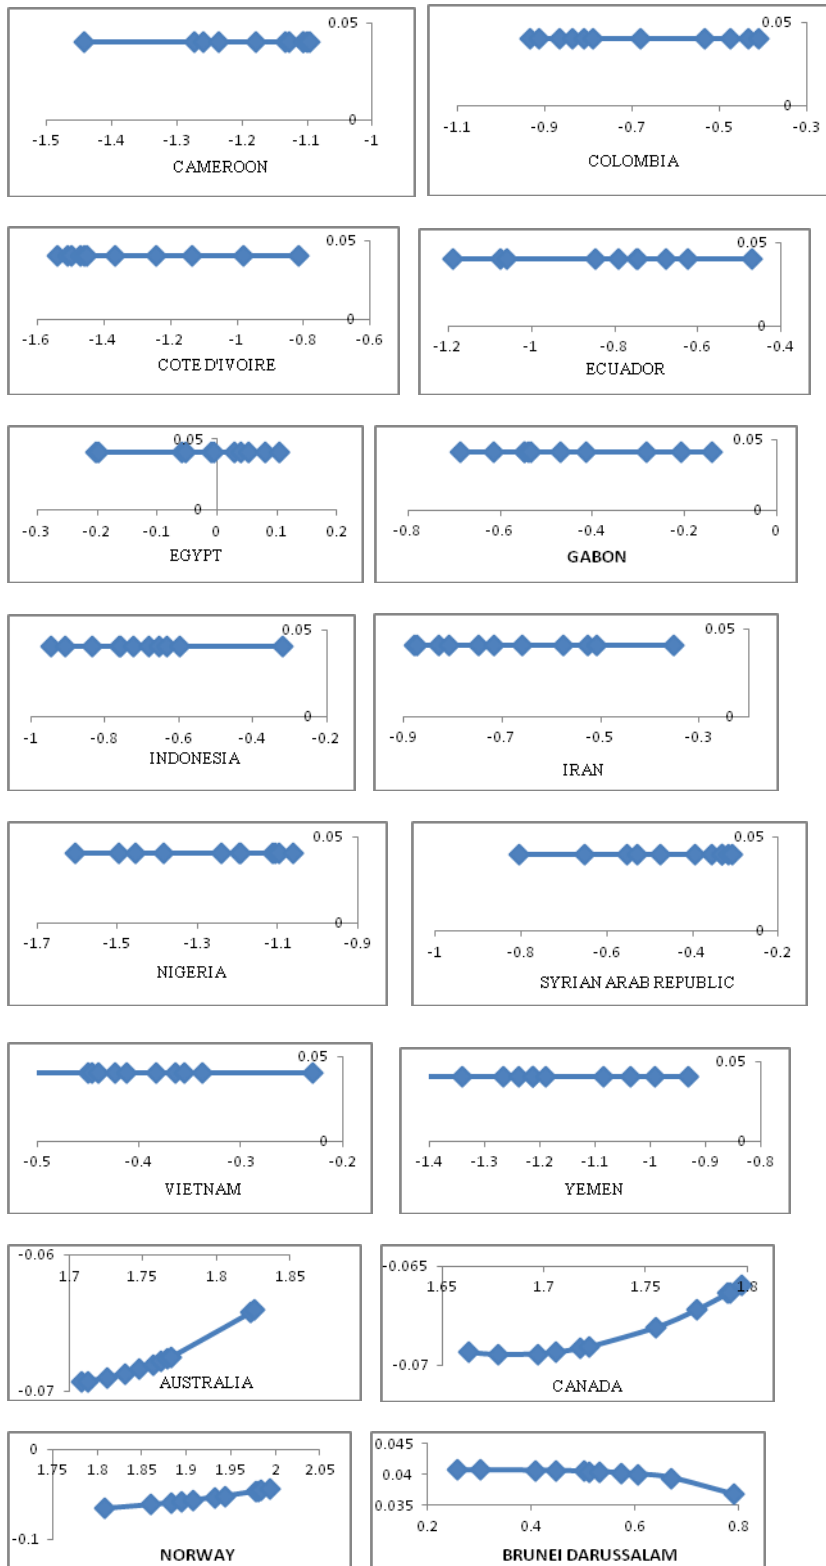 0.05
0
-1.5 -1.4 -1.3 -1.2 -1.1 -1
CAMEROON
0.05
0
-1.1 -0.9 -0.7 -0.5 -0.3
COLOMBIA
0.05
0
-1.6 -1.4 -1.2 -1 -0.8 -0.6
COTE D'IVOIRE
0.05
0
-1.2 -1 -0.8 -0.6 -0.4
ECUADOR
0.05
0
-0.3 -0.2 -0.1 0 0.1 0.2
EGYPT
0.05
0
-0.8 -0.6 -0.4 -0.2 0
GABON
0.05
0
-1 -0.8 -0.6 -0.4 -0.2
INDONESIA
0.05
0
-0.9 -0.7 -0.5 -0.3
IRAN
0.05
0
-1.7 -1.5 -1.3 -1.1 -0.9
NIGERIA
0.05
0
-1 -0.8 -0.6 -0.4 -0.2
SYRIAN ARAB REPUBLIC
0.05
0
-0.5 -0.4 -0.3 -0.2
VIETNAM
0.05
0
-1.4 -1.3 -1.2 -1.1 -1 -0.9 -0.8
YEMEN
-0.06
1.7 1.75 1.8 1.85
-0.07
AUSTRALIA
-0.065
1.65 1.7 1.75 1.8
-0.07
CANADA
0
1.75 1.8 1.85 1.9 1.95 2 2.05
-0.1
NORWAY
0.045
0.04
0.035
0.2 0.4 0.6 0.8
BRUNEI DARUSSALAM